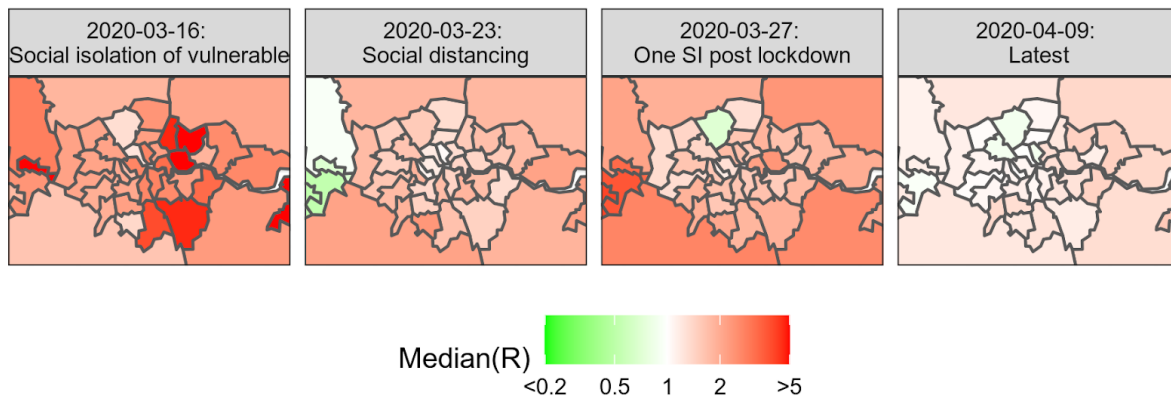 2020-03-16:
Social isolation of vulnerable
2020-03-23:
Social distancing
2020-03-27:
One SI post lockdown
2020-04-09:
Latest
Median(R)
<0.2 0.5 1 2 >5